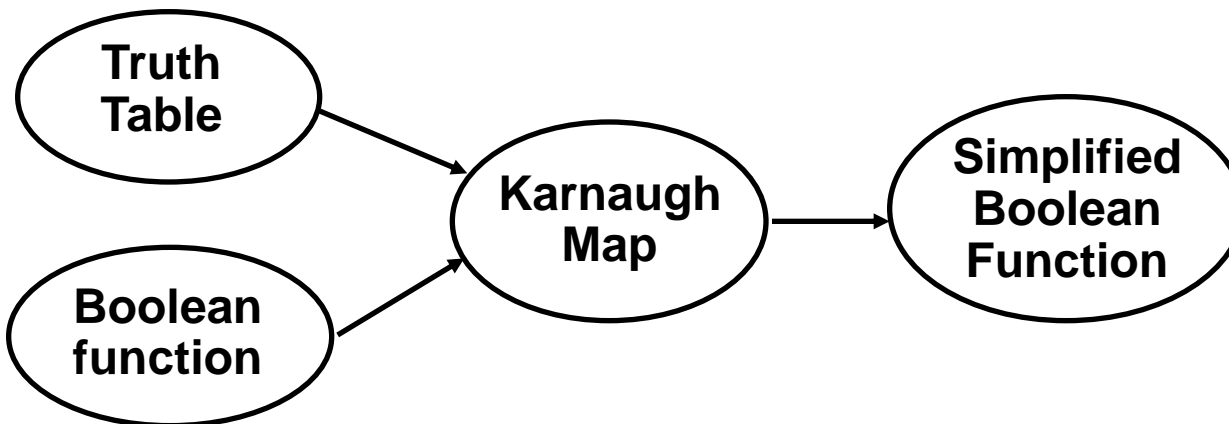 Truth
Table
Boolean
function
Karnaugh
Map
Simplified
Boolean
Function